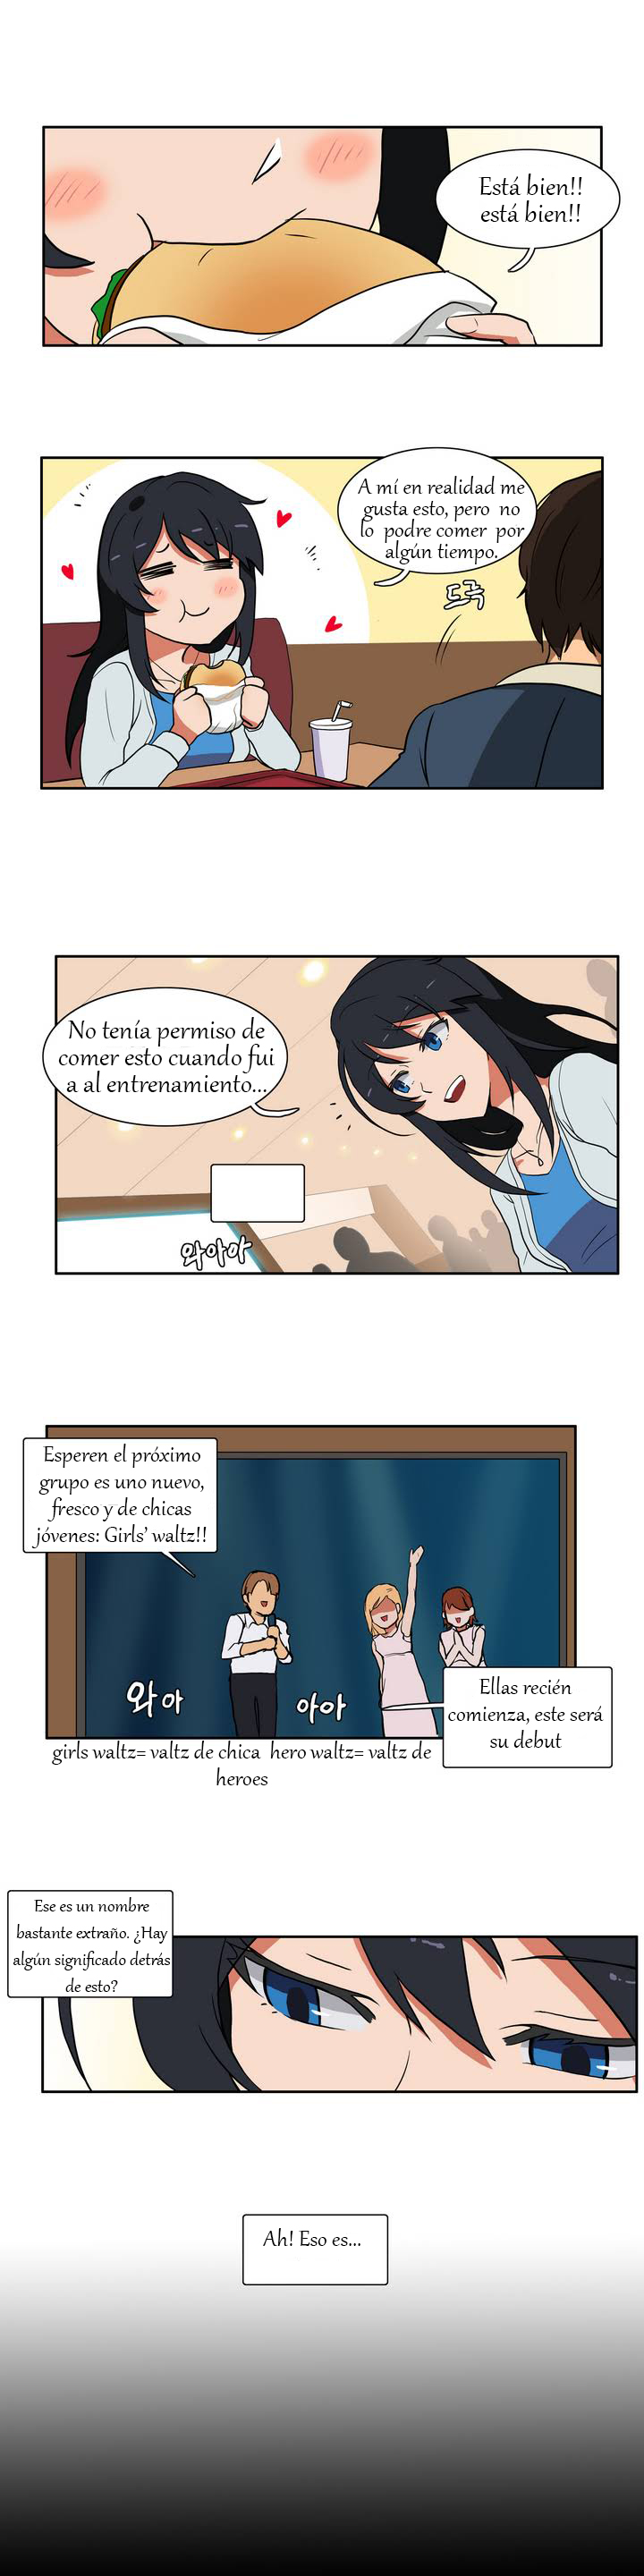 Está bien!!
está bien!!
A mí en realidad me
gusta esto, pero no
lo podre comer por
algún tiempo.
도국
No tenía permiso de
comer esto cuando fui
a al entrenamiento...
와아아
Esperen el próximo
grupo es uno nuevo,
fresco y de chicas
jóvenes: Girls' waltz!!
와아
아아
Ellas recién
comienza, este será
su debut
girls waltz= valtz de chica hero waltz= valtz de
heroes
Ese es un nombre
bastante extraño. ¿Hay
algún significado detrás
de esto?
Ah! Eso es...